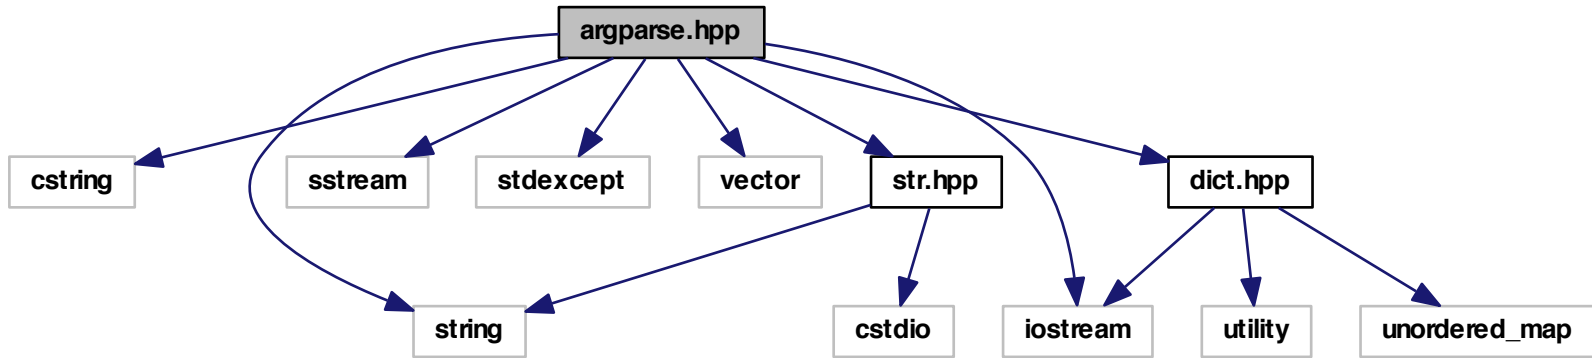 argparse.hpp
cstring
sstream
stdexcept
vector
str.hpp
dict.hpp
string
cstdio
iostream
utility
unordered_map